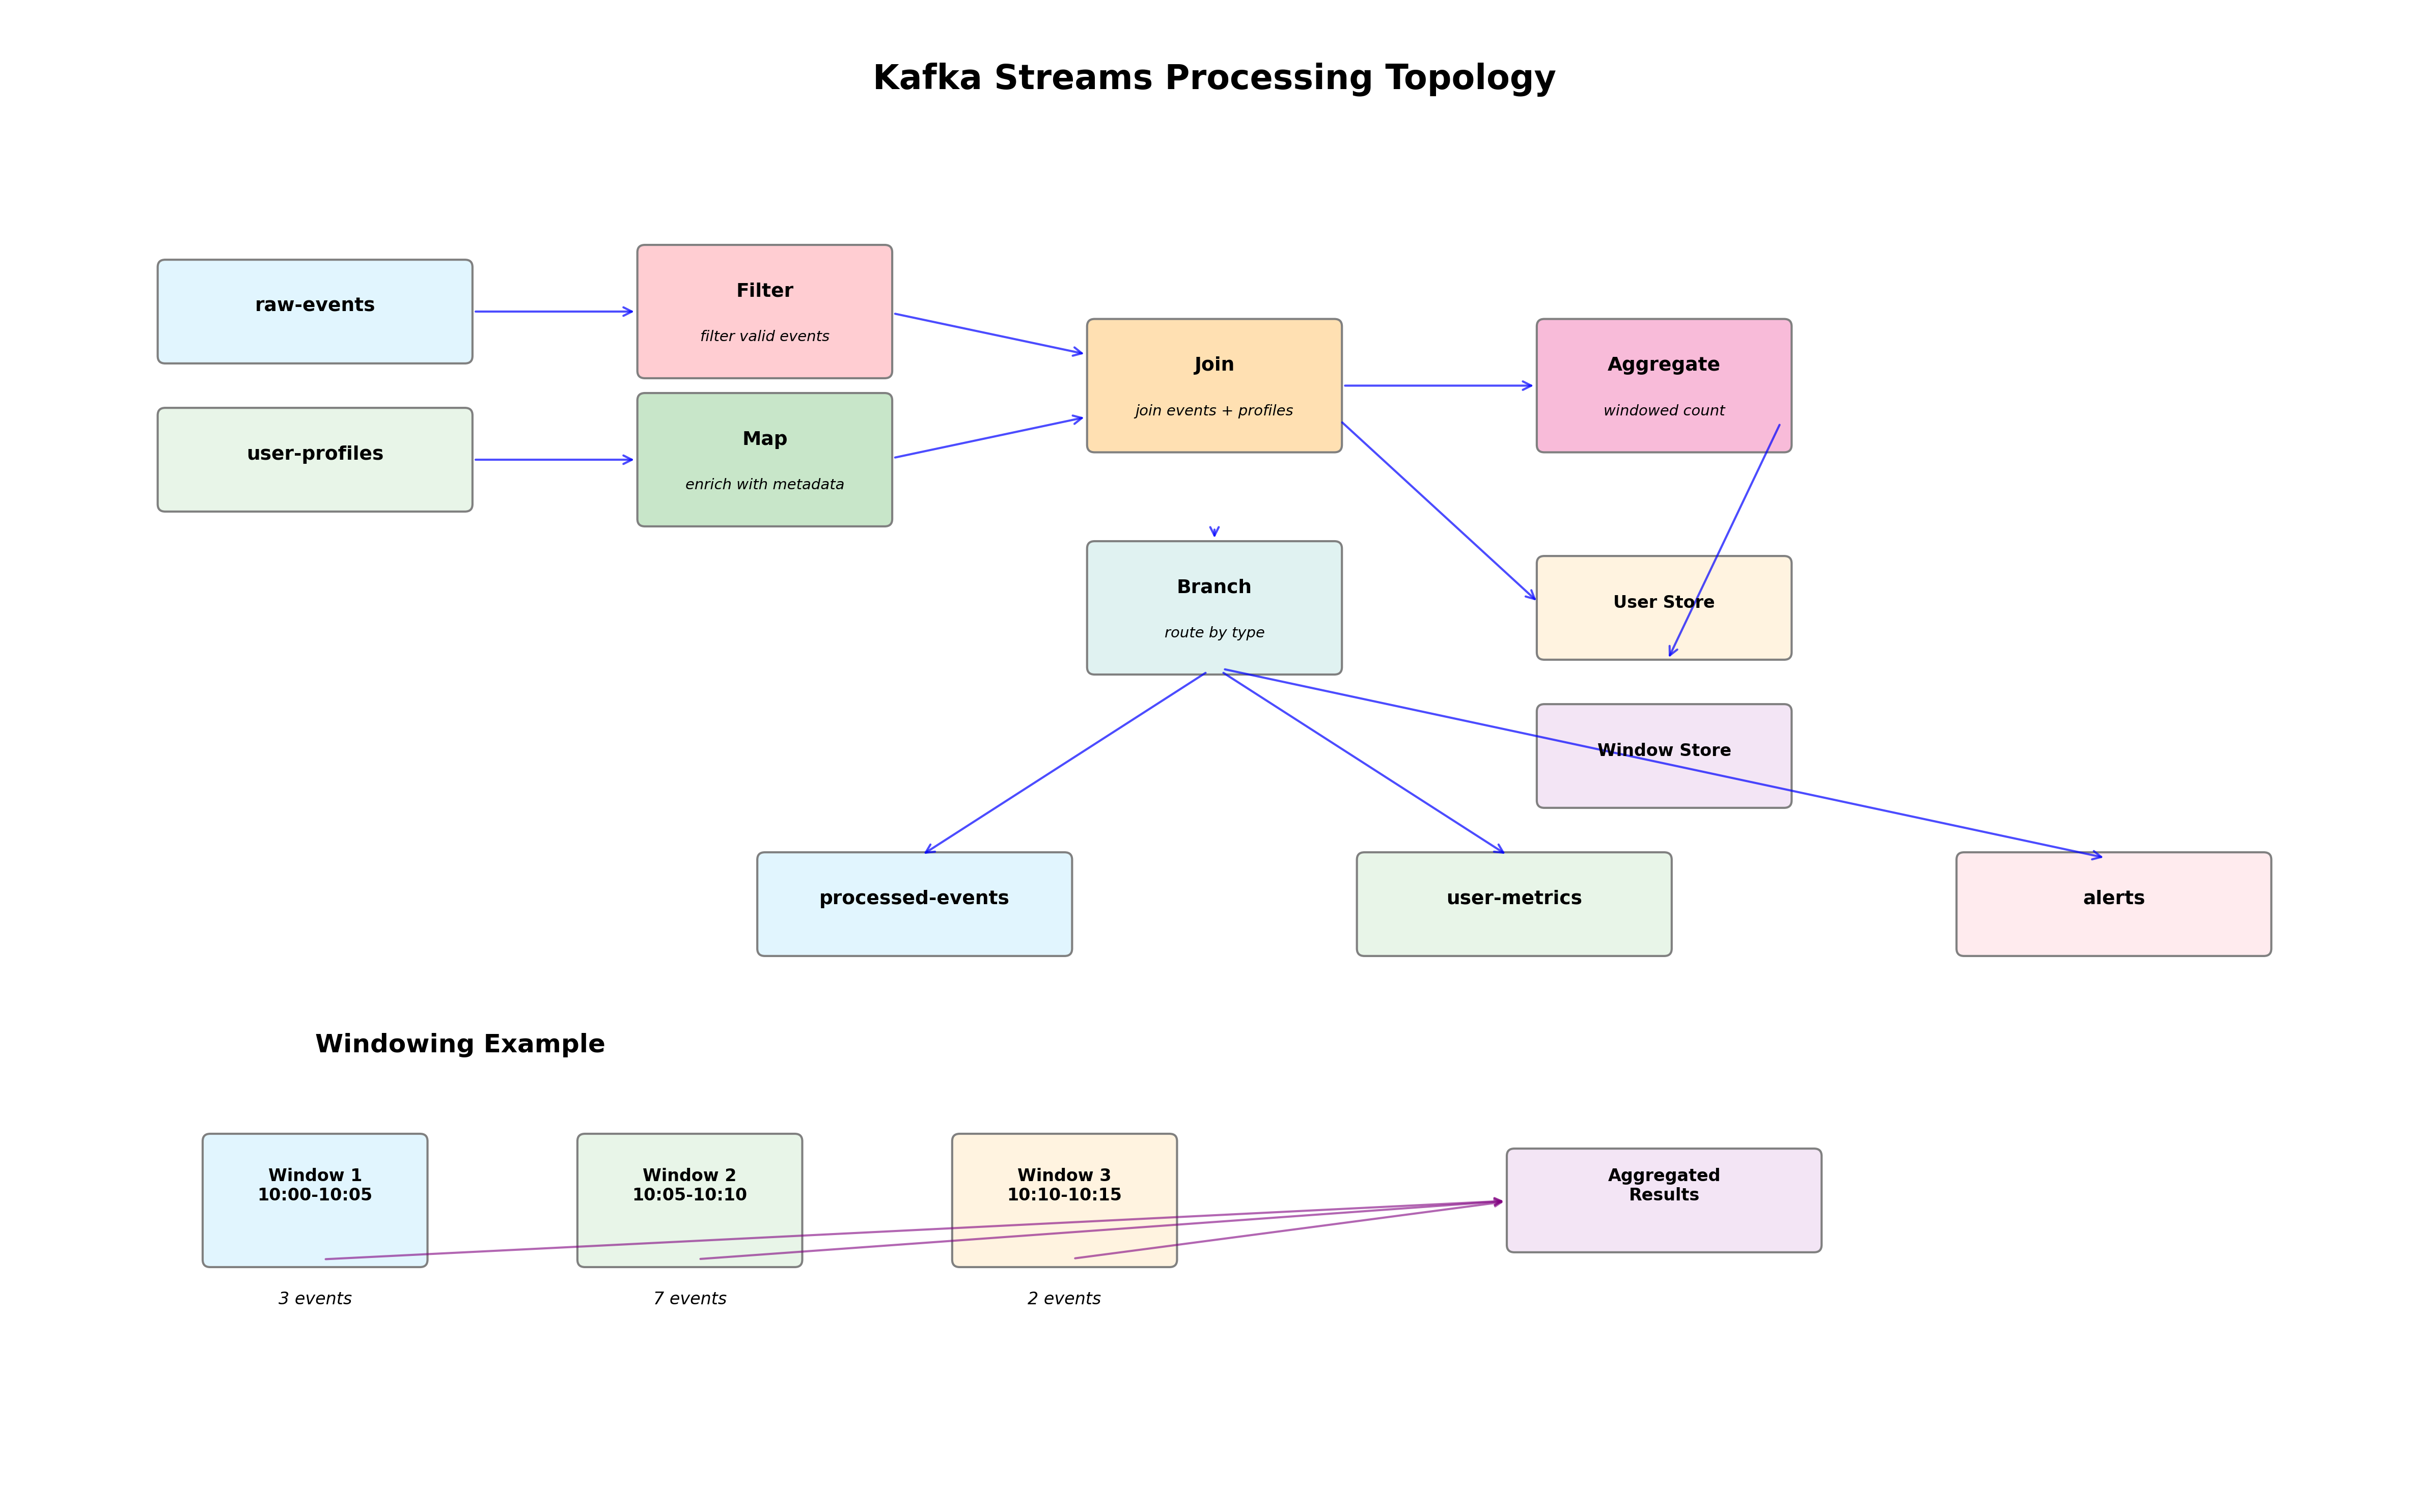 Kafka Streams Processing Topology
raw-events
Filter
filter valid events
user-profiles
Map
enrich with metadata
Join
join events + profiles
Aggregate
windowed count
Branch
route by type
User Store
Window Store
processed-events
user-metrics
alerts
Windowing Example
Window 1
10:00-10:05
3 events
Window 2
10:05-10:10
7 events
Window 3
10:10-10:15
2 events
Aggregated
Results